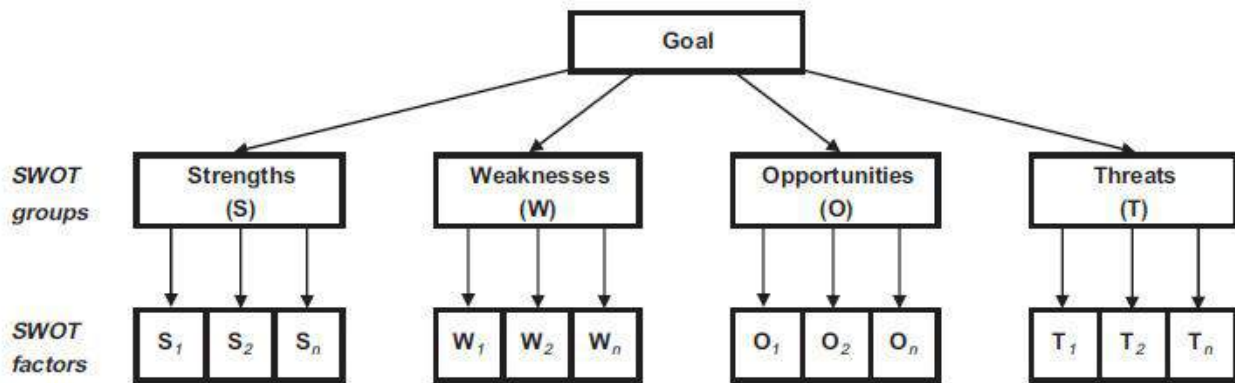 Goal
SWOT groups
Strengths (S)
Weaknesses (W)
Opportunities (O)
Threats (T)
SWOT factors
S1 S2 Sn
W1 W2 Wn
O1 O2 On
T1 T2 Tn